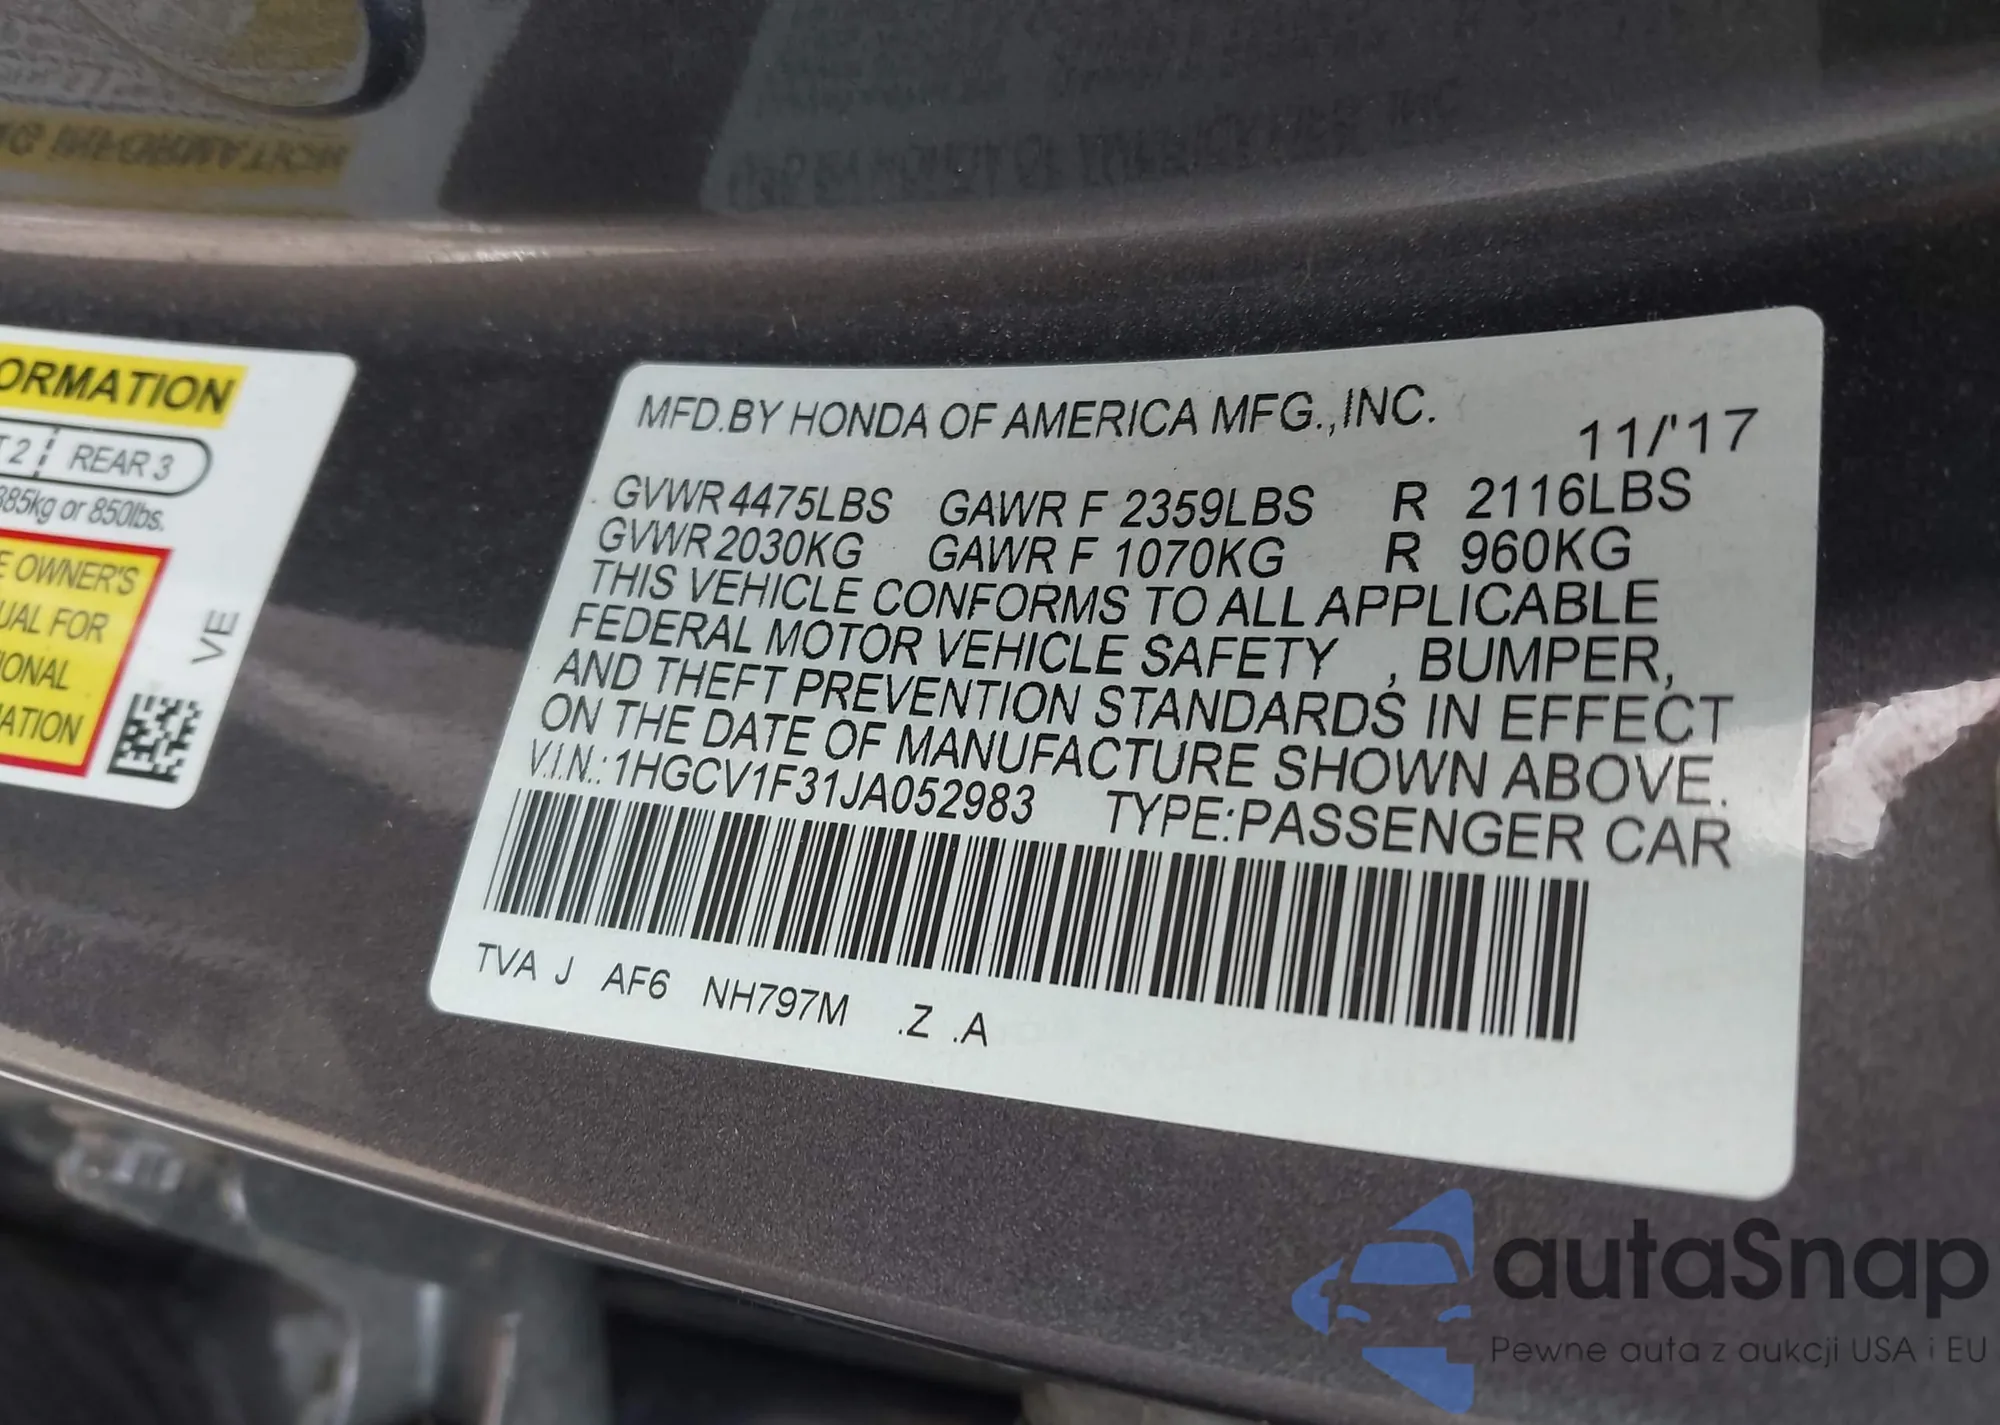 ORMATION
T 2 REAR 3
385kg or 850lbs.
E OWNER'S
UAL FOR
IONAL
MATION
VE
MFD.BY HONDA OF AMERICA MFG.,INC.
11/'17
GVWR 4475LBS GAWR F 2359LBS R 2116LBS
GVWR 2030KG GAWR F 1070KG R 960KG
THIS VEHICLE CONFORMS TO ALL APPLICABLE
FEDERAL MOTOR VEHICLE SAFETY , BUMPER,
AND THEFT PREVENTION STANDARDS IN EFFECT
ON THE DATE OF MANUFACTURE SHOWN ABOVE.
V.I.N.:1HGCV1F31JA052983 TYPE:PASSENGER CAR
TVA J AF6 NH797M .Z .A
autaSnap
Pewne auta z aukcji USA i EU